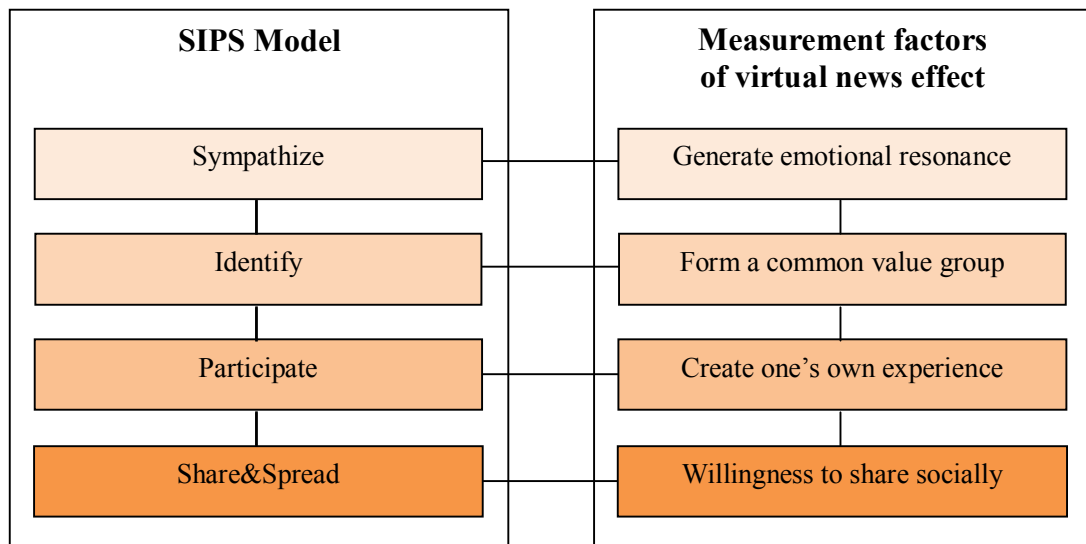 SIPS Model
Sympathize
Identify
Participate
Share&Spread
Measurement factors
of virtual news effect
Generate emotional resonance
Form a common value group
Create one’s own experience
Willingness to share socially